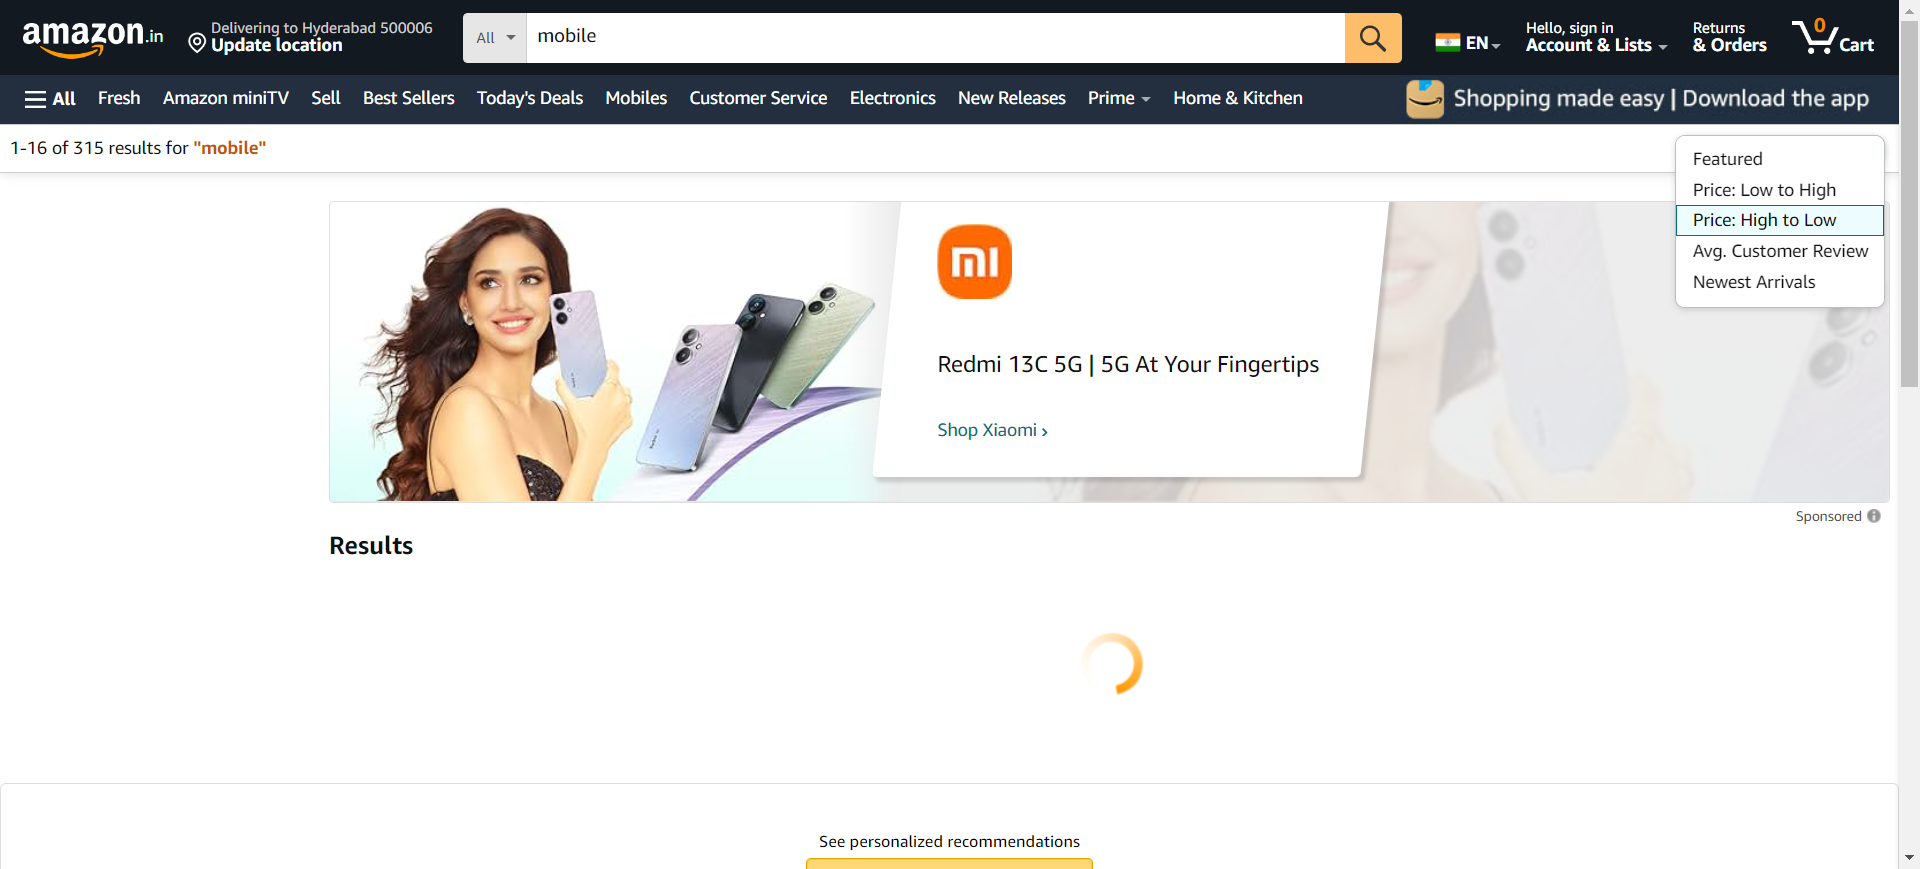 amazon.in
Delivering to Hyderabad 500006
Update location
All
mobile
EN
Hello, sign in
Account & Lists
Returns
& Orders
0
Cart
All
Fresh
Amazon miniTV
Sell
Best Sellers
Today's Deals
Mobiles
Customer Service
Electronics
New Releases
Prime
Home & Kitchen
Shopping made easy | Download the app
1-16 of 315 results for "mobile"
Featured
Price: Low to High
Price: High to Low
Avg. Customer Review
Newest Arrivals
mi
Redmi 13C 5G | 5G At Your Fingertips
Shop Xiaomi ›
Sponsored
Results
See personalized recommendations